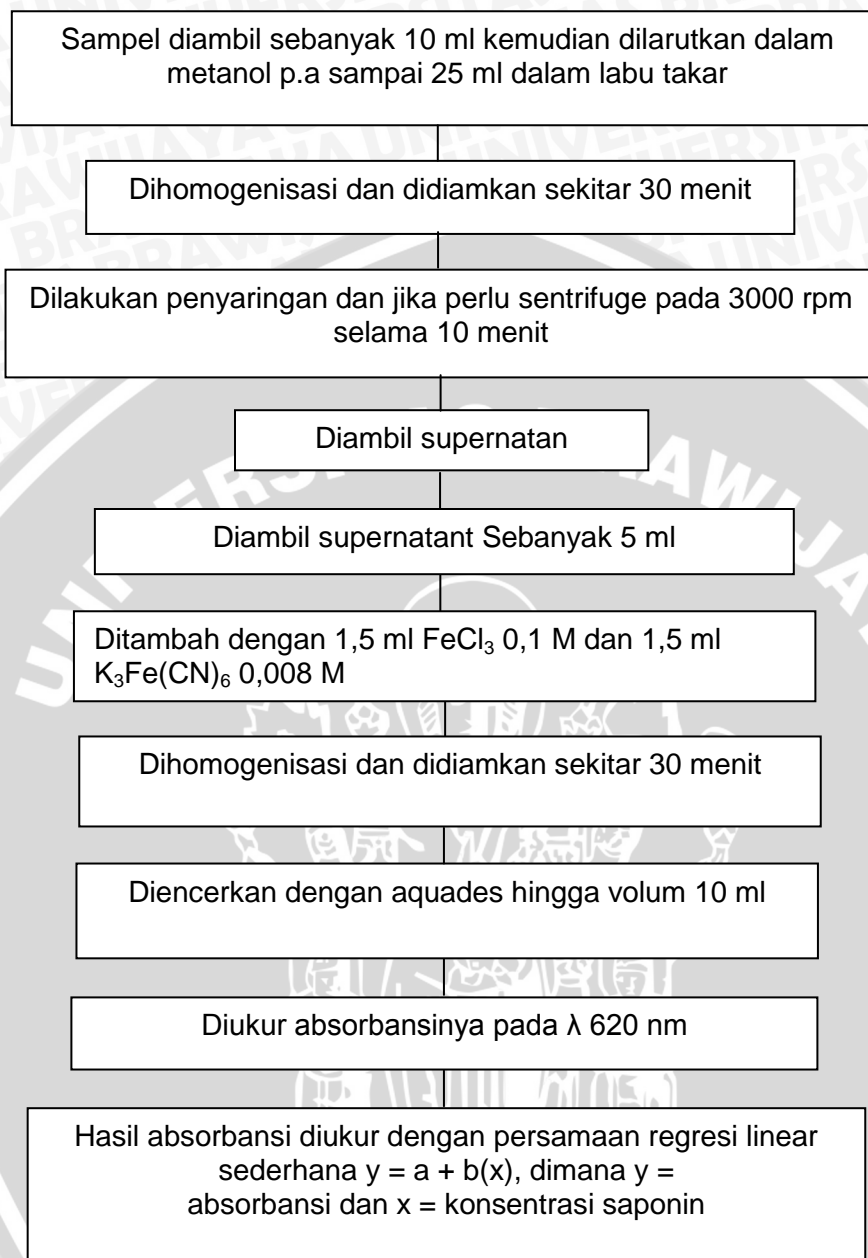 Sampel diambil sebanyak 10 ml kemudian dilarutkan dalam
metanol p.a sampai 25 ml dalam labu takar
Dihomogenisasi dan didiamkan sekitar 30 menit
Dilakukan penyaringan dan jika perlu sentrifuge pada 3000 rpm
selama 10 menit
Diambil supernatan
Diambil supernatant Sebanyak 5 ml
Ditambah dengan 1,5 ml FeCl₃ 0,1 M dan 1,5 ml
K₃Fe(CN)₆ 0,008 M
Dihomogenisasi dan didiamkan sekitar 30 menit
Diencerkan dengan aquades hingga volum 10 ml
Diukur absorbansinya pada λ 620 nm
Hasil absorbansi diukur dengan persamaan regresi linear
sederhana y = a + b(x), dimana y =
absorbansi dan x = konsentrasi saponin